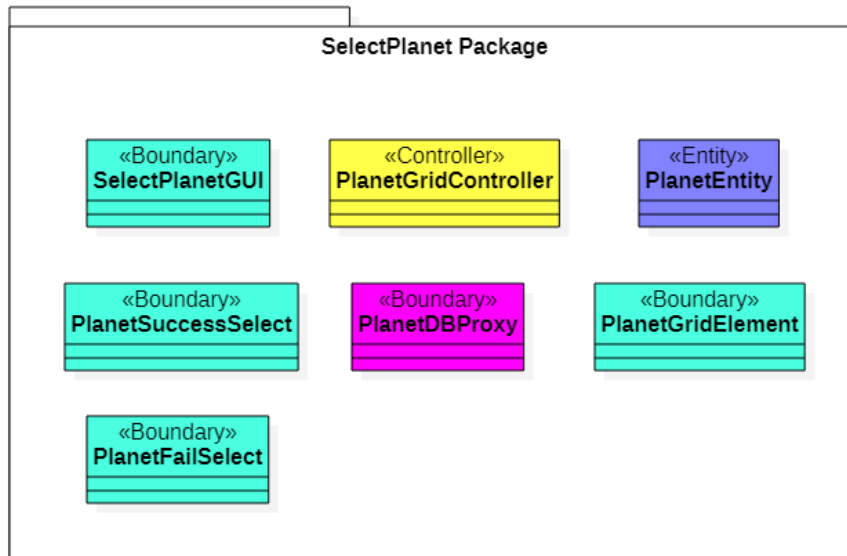 SelectPlanet Package
«Boundary»
SelectPlanetGUI
«Controller»
PlanetGridController
«Entity»
PlanetEntity
«Boundary»
PlanetSuccessSelect
«Boundary»
PlanetDBProxy
«Boundary»
PlanetGridElement
«Boundary»
PlanetFailSelect